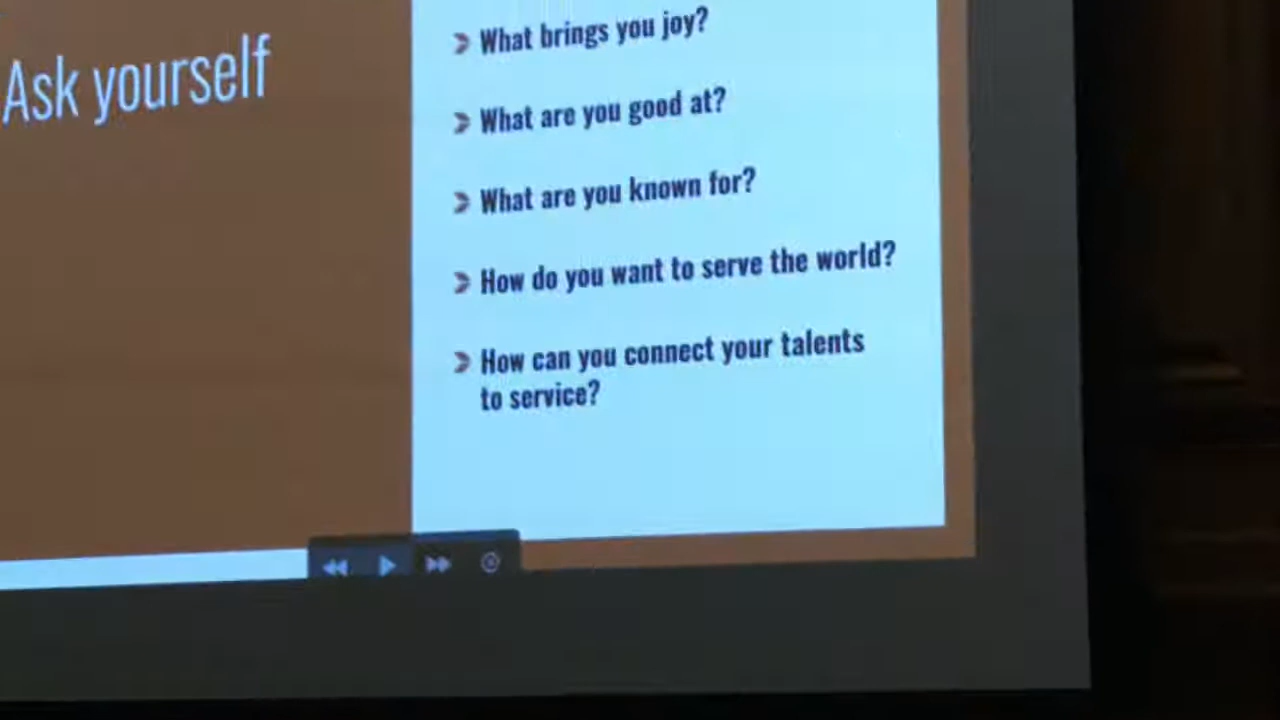 Ask yourself
What brings you joy?
What are you good at?
What are you known for?
How do you want to serve the world?
How can you connect your talents
to service?